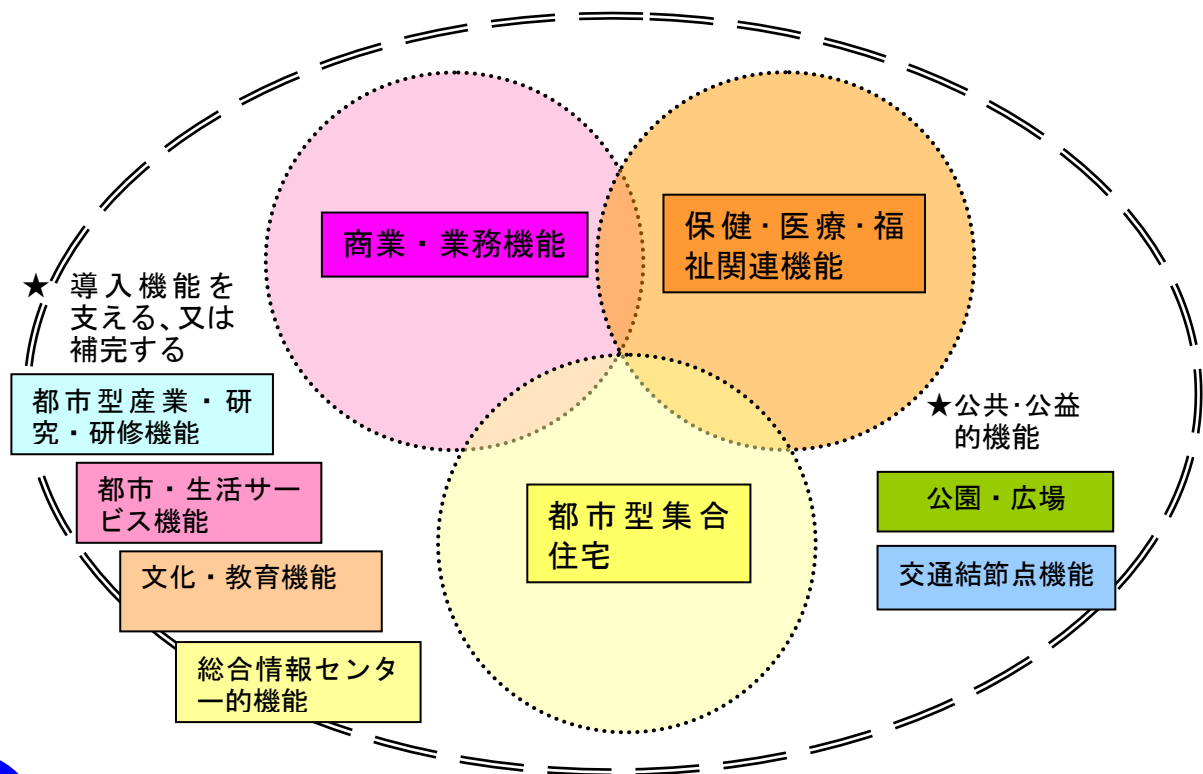 商業・業務機能
保健・医療・福
祉関連機能
★ 導入機能を
支える、又は
補完する
都市型産業・研
究・研修機能
都市・生活サー
ビス機能
文化・教育機能
総合情報センタ
ー的機能
都市型集合
住宅
★公共・公益
的機能
公園・広場
交通結節点機能